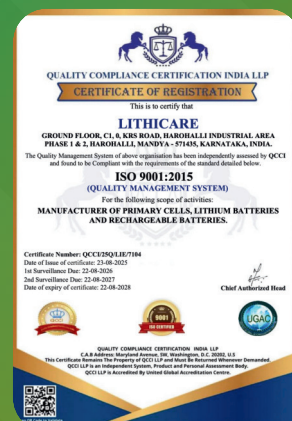 QUALITY COMPLIANCE CERTIFICATION INDIA LLP
CERTIFICATE OF REGISTRATION
This is to certify that
LITHICARE
GROUND FLOOR, C1, 0, KRS ROAD, HAROHALLI INDUSTRIAL AREA
PHASE 1 & 2, HAROHALLI, MANDYA - 571435, KARNATAKA, INDIA.
The Quality Management System of above organisation has been independently assessed by QCCI
and found to be Compliant with the requirements of the standard detailed below.
ISO 9001:2015
(QUALITY MANAGEMENT SYSTEM)
For the following scope of activities:
MANUFACTURER OF PRIMARY CELLS, LITHIUM BATTERIES
AND RECHARGEABLE BATTERIES.
Certificate Number: QCCI/25Q/LIE/7104
Date of Issue of certificate: 23-08-2025
1st Surveillance Due: 22-08-2026
2nd Surveillance Due: 22-08-2027
Date of expiry of certificate: 22-08-2028
Chief Authorized Head
9001
ISO CERTIFIED
UGAC
QUALITY COMPLIANCE CERTIFICATION INDIA LLP
C.A.B Address: Maryland Avenue, SW, Washington, D.C. 20202, U.S
This Certificate Remains The Property of QCCI LLP and Must Be Returned Whenever Demanded.
QCCI LLP is an Independent System, Product and Personal Assessment Body.
QCCI LLP is Accredited By United Global Accreditation Centre.